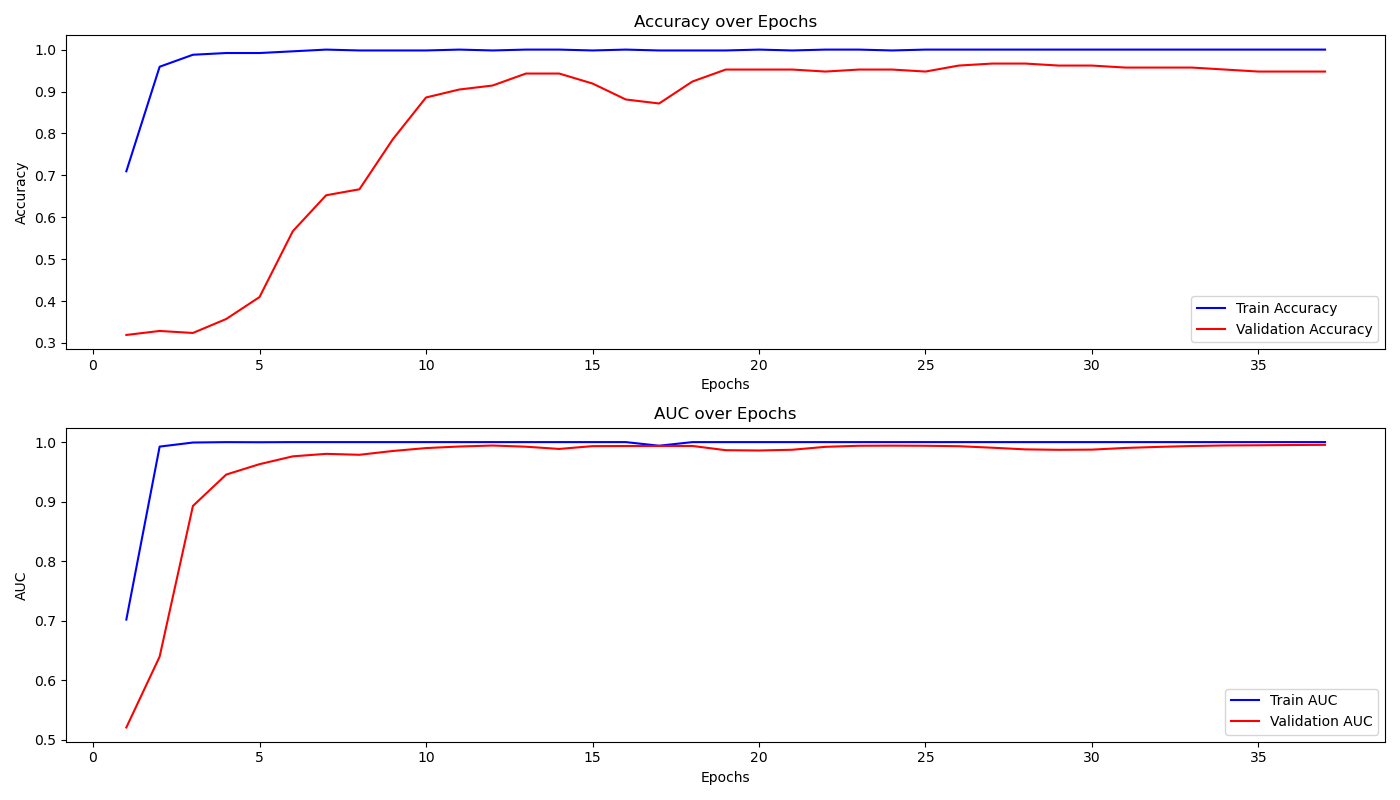 Accuracy over Epochs
1.0
0.9
0.8
0.7
0.6
0.5
0.4
0.3
Accuracy
Train Accuracy
Validation Accuracy
0 5 10 15 20 25 30 35
Epochs
AUC over Epochs
1.0
0.9
0.8
0.7
0.6
0.5
AUC
Train AUC
Validation AUC
0 5 10 15 20 25 30 35
Epochs